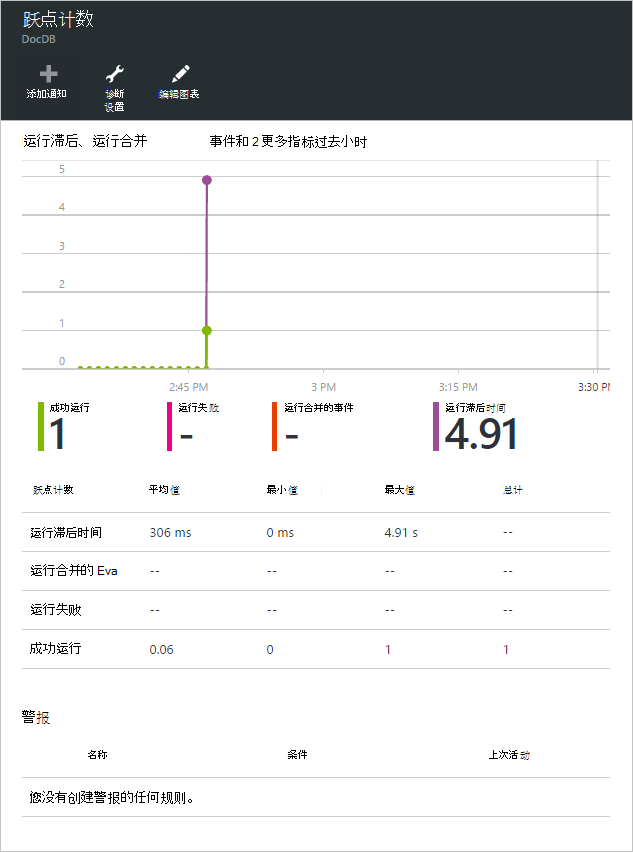 跃点计数
DocDB
添加通知 诊断设置 编辑图表
运行滞后、运行合并 事件和 2 更多指标过去小时
5
4
3
2
1
0
2:45 PM 3 PM 3:15 PM 3:30 PM
成功运行 运行失败 运行合并的事件 运行滞后时间
1 - - 4.91
跃点计数 平均值 最小值 最大值 总计
运行滞后时间 306 ms 0 ms 4.91 s --
运行合并的 Eva -- -- -- --
运行失败 -- -- -- --
成功运行 0.06 0 1 1
警报
名称 条件 上次活动
您没有创建警报的任何规则。